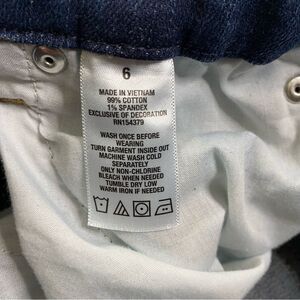 6
MADE IN VIETNAM
99% COTTON
1% SPANDEX
EXCLUSIVE OF DECORATION
RN154379
WASH ONCE BEFORE
WEARING
TURN GARMENT INSIDE OUT
MACHINE WASH COLD
SEPARATELY
ONLY NON-CHLORINE
BLEACH WHEN NEEDED
TUMBLE DRY LOW
WARM IRON IF NEEDED